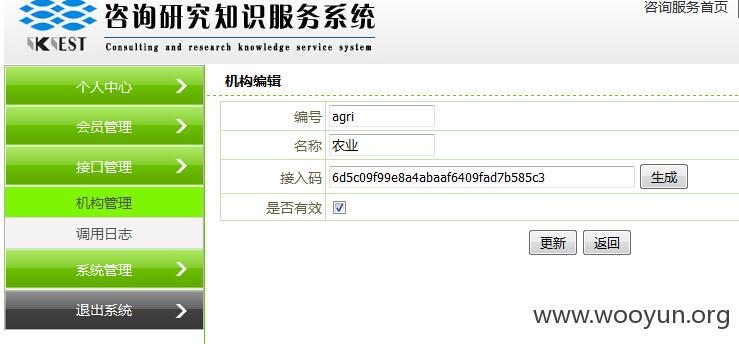 咨询研究知识服务系统
咨询服务首页
KEST
Consulting and research knowledge service system
个人中心
会员管理
接口管理
机构管理
调用日志
系统管理
退出系统
机构编辑
编号 agri
名称 农业
接入码 6d5c09f99e8a4abaaf6409fad7b585c3 生成
是否有效
更新 返回
www.wooyun.org